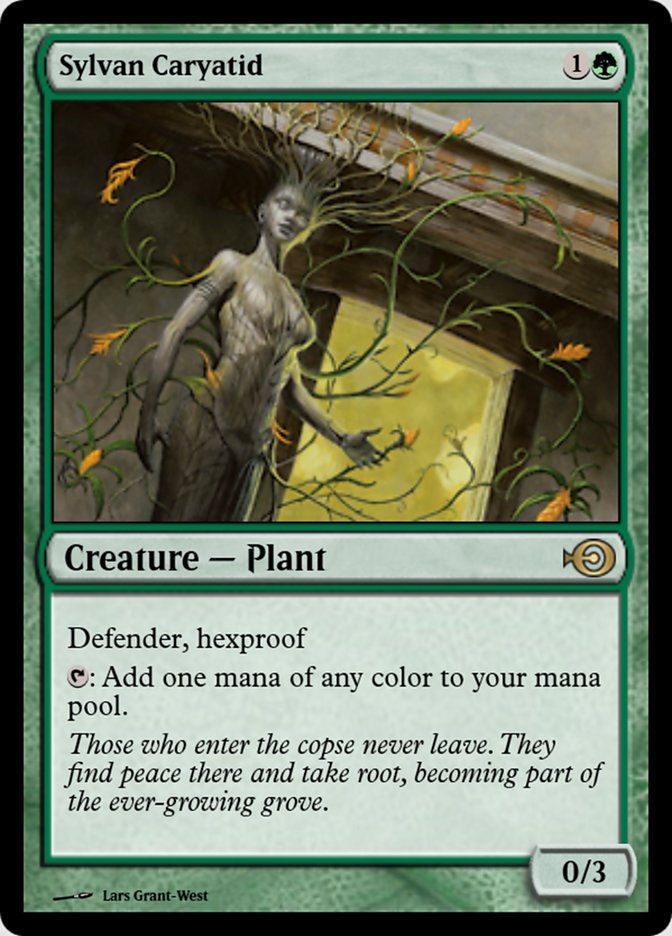 Sylvan Caryatid 1
Creature — Plant
Defender, hexproof
: Add one mana of any color to your mana
pool.
Those who enter the copse never leave. They
find peace there and take root, becoming part of
the ever-growing grove.
0/3
Lars Grant-West